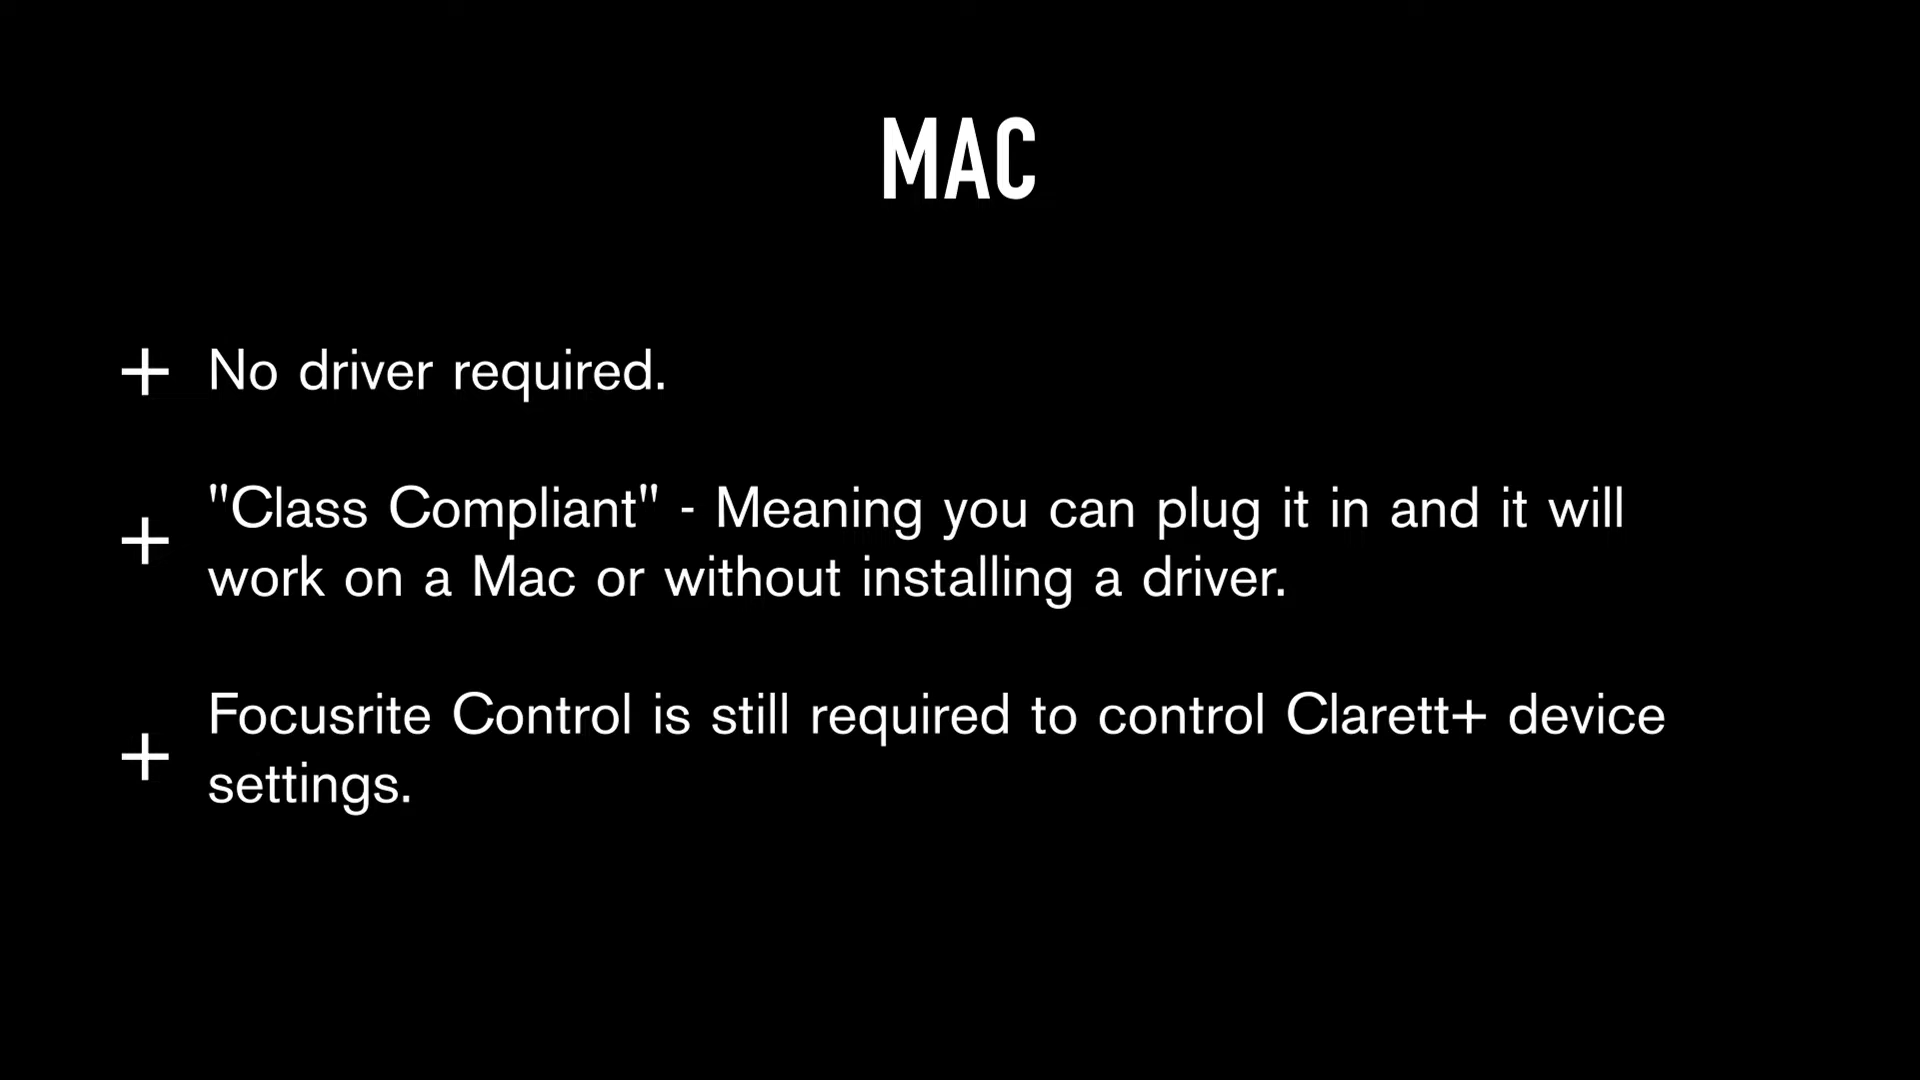 MAC
+ No driver required.
+ "Class Compliant" - Meaning you can plug it in and it will
work on a Mac or without installing a driver.
+ Focusrite Control is still required to control Clarett+ device
settings.